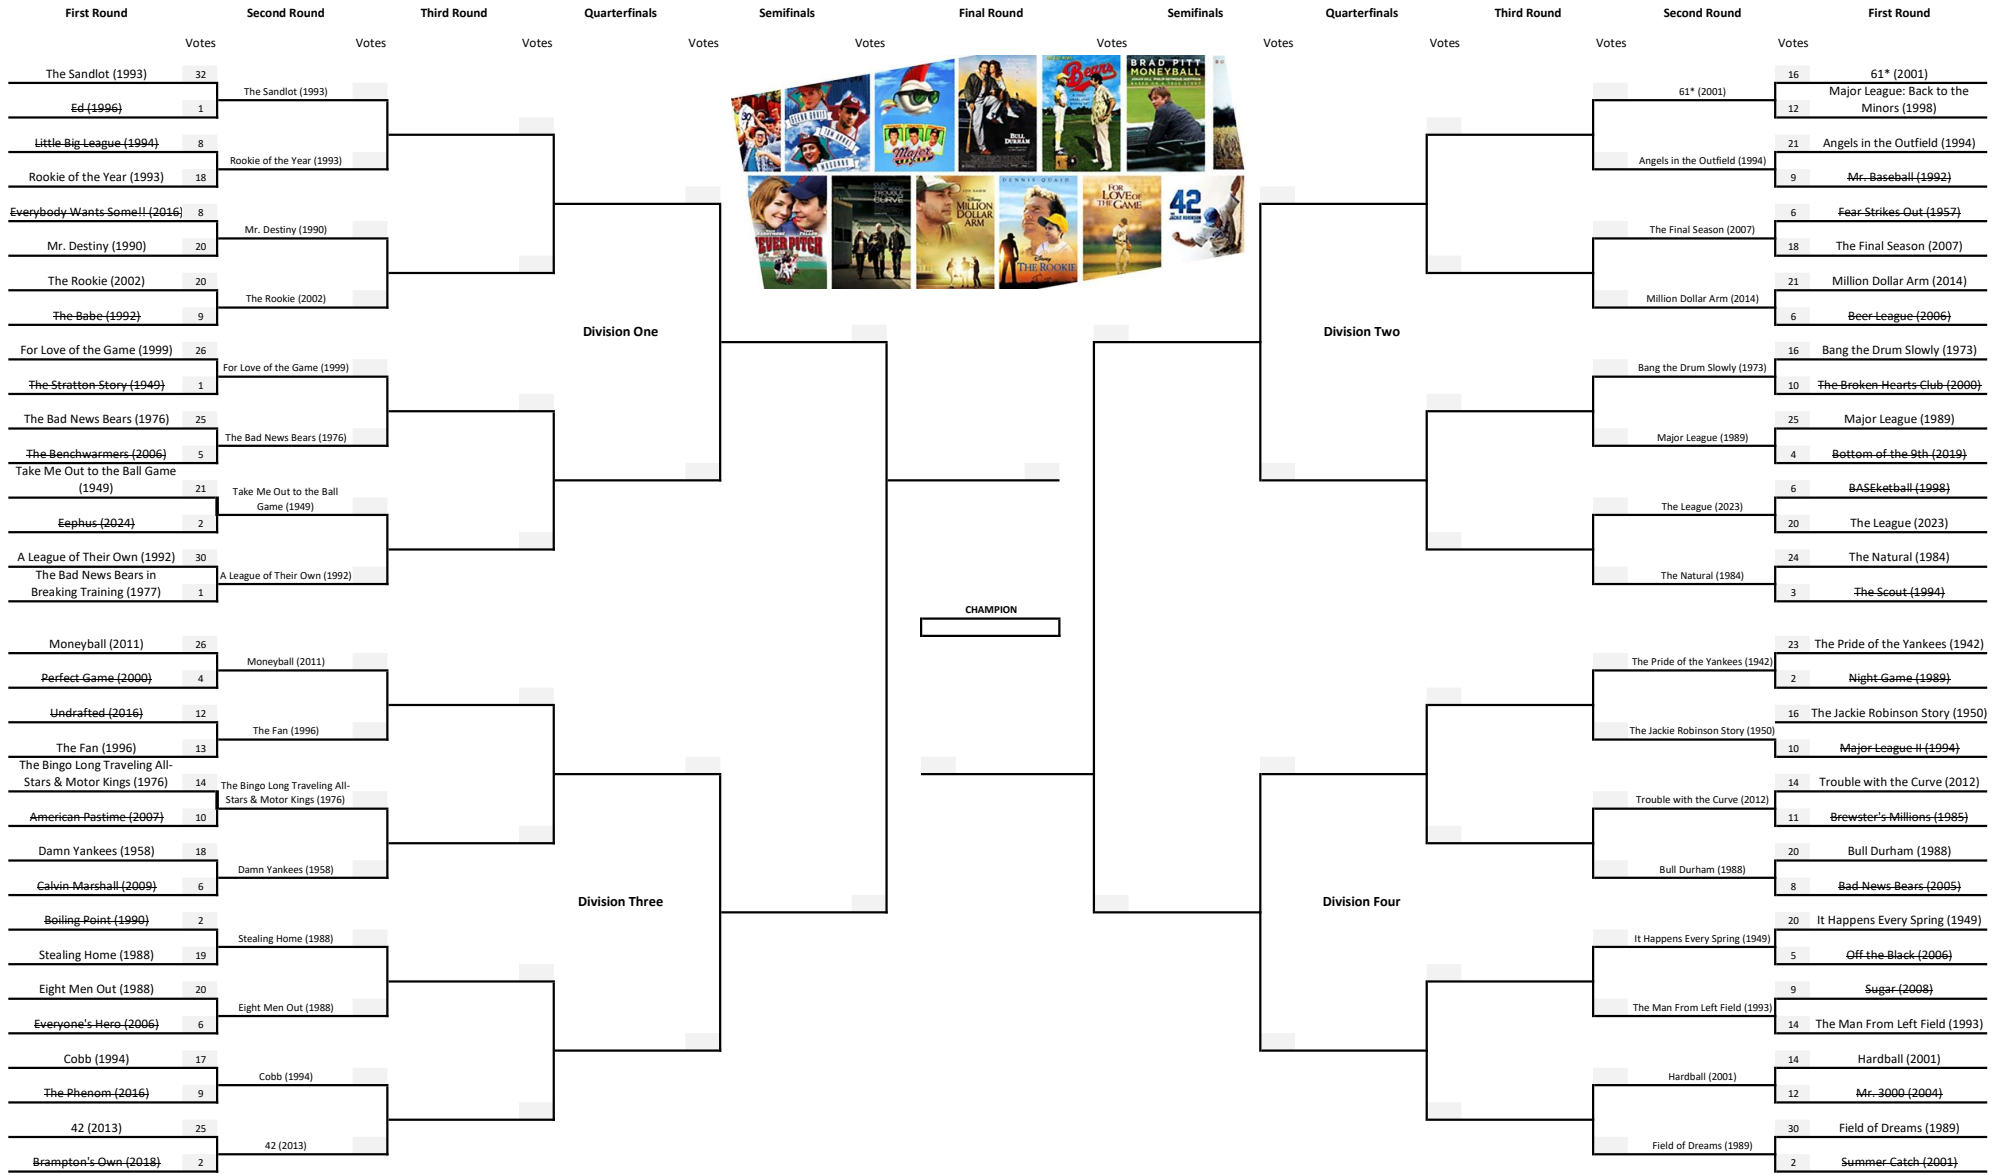 First Round Second Round Third Round Quarterfinals Semifinals Final Round Semifinals Quarterfinals Third Round Second Round First Round
Votes Votes Votes Votes Votes Votes Votes Votes Votes Votes
The Sandlot (1993) 32
Ed (1996) 1
Little Big League (1994) 8
Rookie of the Year (1993) 18
Everybody Wants Some!! (2016) 8
Mr. Destiny (1990) 20
The Rookie (2002) 20
The Babe (1992) 9
For Love of the Game (1999) 26
The Stratton Story (1949) 1
The Bad News Bears (1976) 25
The Benchwarmers (2006) 5
Take Me Out to the Ball Game
(1949) 21
Eephus (2024) 2
A League of Their Own (1992) 30
The Bad News Bears in
Breaking Training (1977) 1
The Sandlot (1993)
Rookie of the Year (1993)
Mr. Destiny (1990)
The Rookie (2002)
For Love of the Game (1999)
The Bad News Bears (1976)
Take Me Out to the Ball
Game (1949)
A League of Their Own (1992)
Division One
Moneyball (2011) 26
Perfect Game (2000) 4
Undrafted (2016) 12
The Fan (1996) 13
The Bingo Long Traveling All-
Stars & Motor Kings (1976) 14
American Pastime (2007) 10
Damn Yankees (1958) 18
Calvin Marshall (2009) 6
Boiling Point (1990) 2
Stealing Home (1988) 19
Eight Men Out (1988) 20
Everyone's Hero (2006) 6
Cobb (1994) 17
The Phenom (2016) 9
42 (2013) 25
Brampton's Own (2018) 2
Moneyball (2011)
The Fan (1996)
The Bingo Long Traveling All-
Stars & Motor Kings (1976)
Damn Yankees (1958)
Stealing Home (1988)
Eight Men Out (1988)
Cobb (1994)
42 (2013)
Division Three
Major
BULL
DURHAM
Bears
BRAD PITT
MONEYBALL
EVER PITCH
TROUBLE
CURVE
MILLION
DOLLAR
ARM
DENNIS QUAID
Disney
THE ROOKIE
FOR
LOVE OF
THE GAME
42
CHAMPION
Division Two
61* (2001)
Angels in the Outfield (1994)
The Final Season (2007)
Million Dollar Arm (2014)
Bang the Drum Slowly (1973)
Major League (1989)
The League (2023)
The Natural (1984)
16 61* (2001)
Major League: Back to the
12 Minors (1998)
21 Angels in the Outfield (1994)
9 Mr. Baseball (1992)
6 Fear Strikes Out (1957)
18 The Final Season (2007)
21 Million Dollar Arm (2014)
6 Beer League (2006)
16 Bang the Drum Slowly (1973)
10 The Broken Hearts Club (2000)
25 Major League (1989)
4 Bottom of the 9th (2019)
6 BASEketball (1998)
20 The League (2023)
24 The Natural (1984)
3 The Scout (1994)
Division Four
The Pride of the Yankees (1942)
The Jackie Robinson Story (1950)
Trouble with the Curve (2012)
Bull Durham (1988)
It Happens Every Spring (1949)
The Man From Left Field (1993)
Hardball (2001)
Field of Dreams (1989)
23 The Pride of the Yankees (1942)
2 Night Game (1989)
16 The Jackie Robinson Story (1950)
10 Major League II (1994)
14 Trouble with the Curve (2012)
11 Brewster's Millions (1985)
20 Bull Durham (1988)
8 Bad News Bears (2005)
20 It Happens Every Spring (1949)
5 Off the Black (2006)
9 Sugar (2008)
14 The Man From Left Field (1993)
14 Hardball (2001)
12 Mr. 3000 (2004)
30 Field of Dreams (1989)
2 Summer Catch (2001)